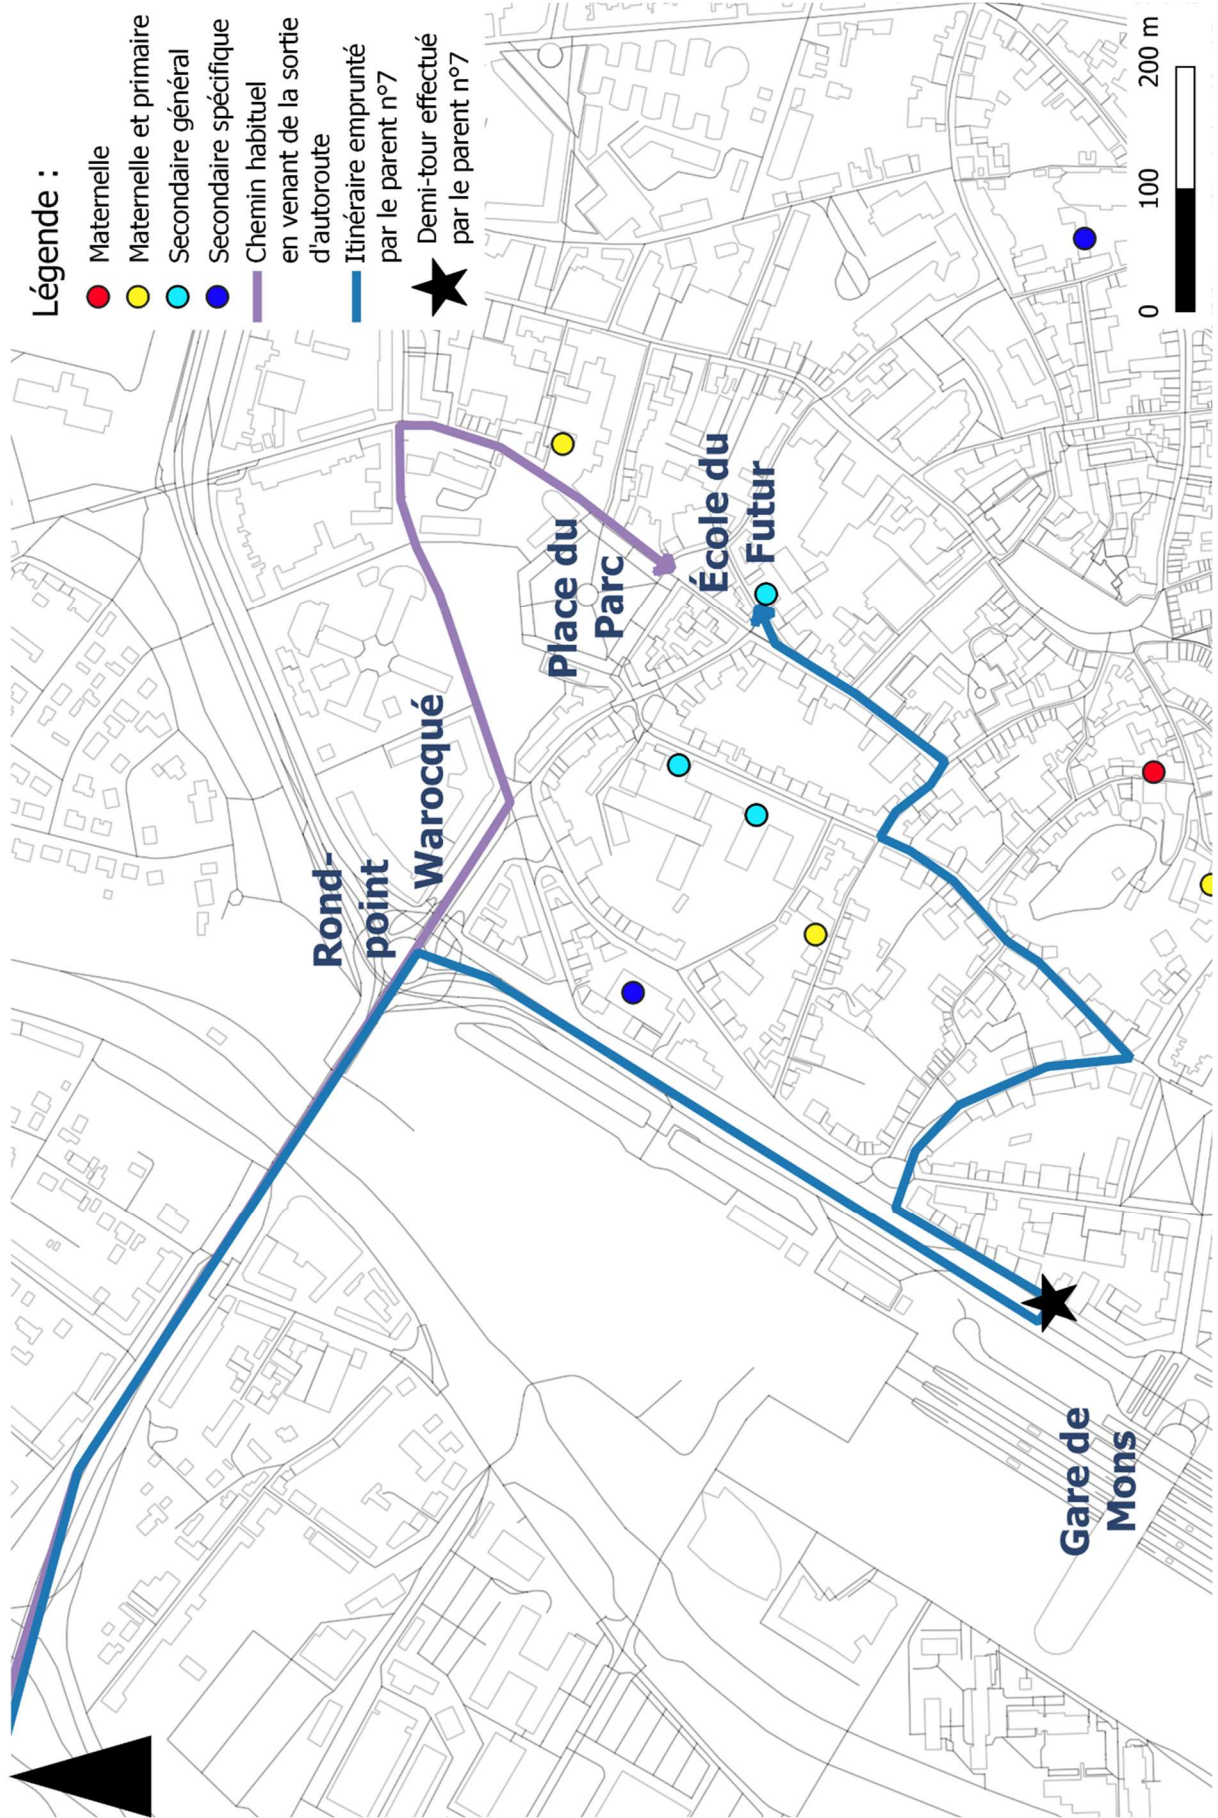 Légende :
Maternelle
Maternelle et primaire
Secondaire général
Secondaire spécifique
Chemin habituel
en venant de la sortie
d'autoroute
Itinéraire emprunté
par le parent n°7
Demi-tour effectué
par le parent n°7
Rond-
point
Warocqué
Place du
Parc
École du
Futur
Gare de
Mons
0 100 200 m